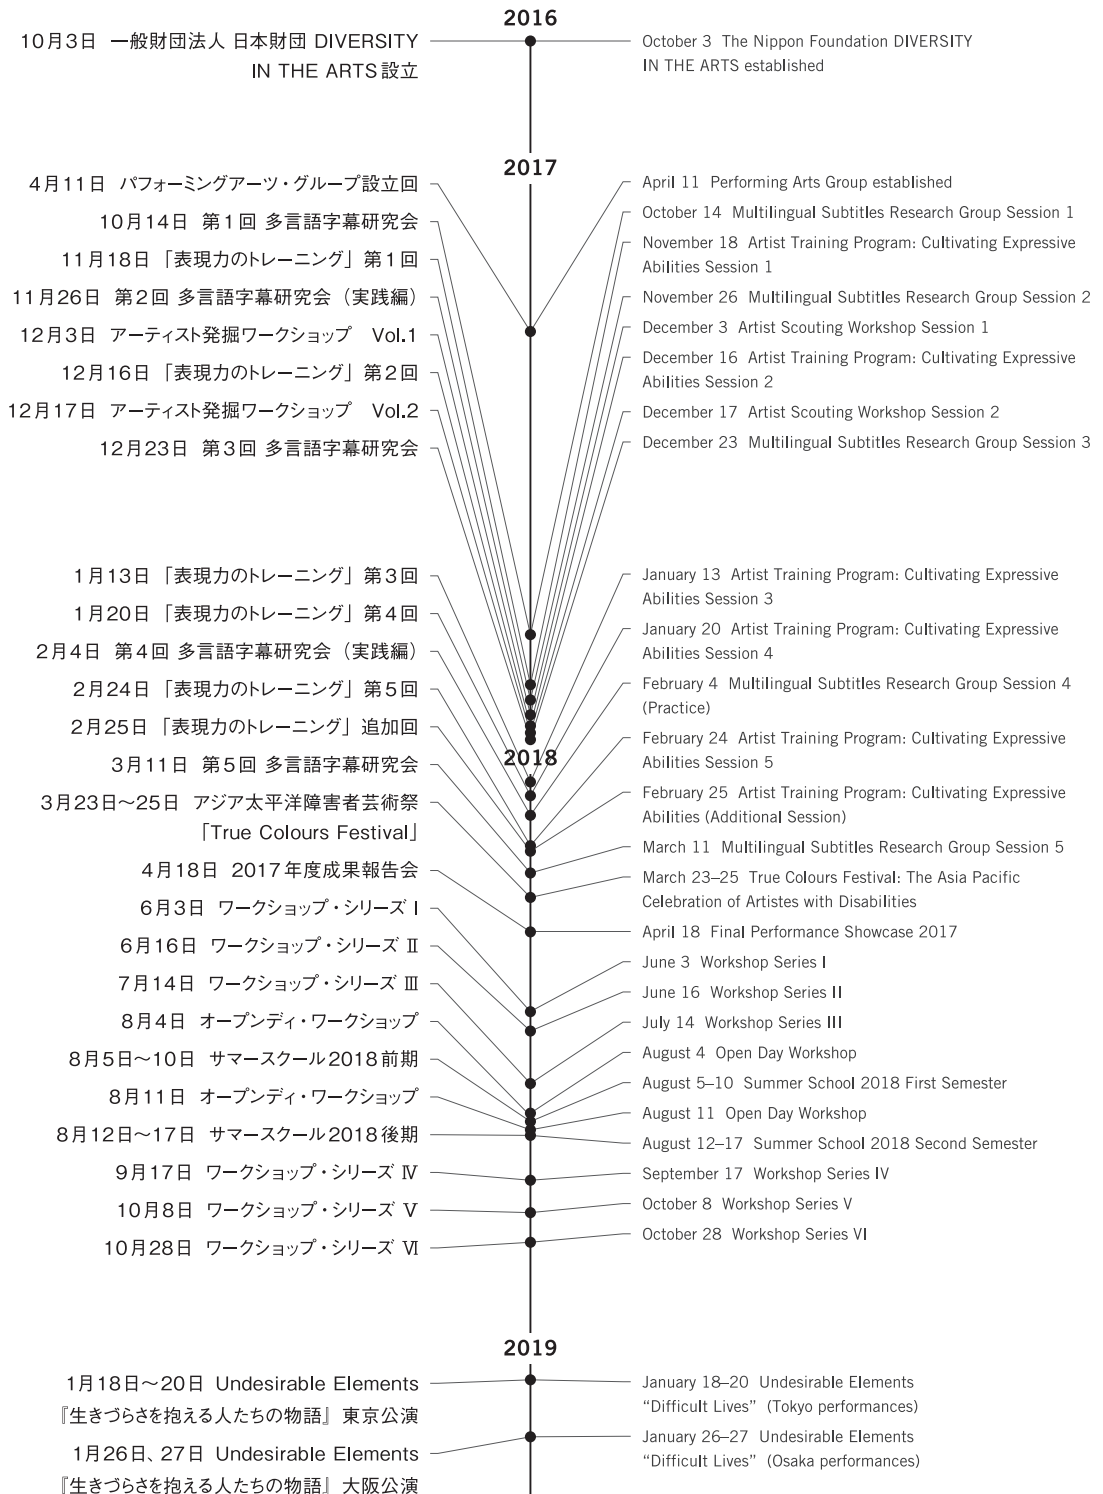 2016
10月3日 一般財団法人 日本財団 DIVERSITY
IN THE ARTS設立
October 3 The Nippon Foundation DIVERSITY
IN THE ARTS established
2017
4月11日 パフォーミングアーツ・グループ設立回
10月14日 第1回 多言語字幕研究会
11月18日 「表現力のトレーニング」 第1回
11月26日 第2回 多言語字幕研究会（実践編）
12月3日 アーティスト発掘ワークショップ Vol.1
12月16日 「表現力のトレーニング」 第2回
12月17日 アーティスト発掘ワークショップ Vol.2
12月23日 第3回 多言語字幕研究会
April 11 Performing Arts Group established
October 14 Multilingual Subtitles Research Group Session 1
November 18 Artist Training Program: Cultivating Expressive
Abilities Session 1
November 26 Multilingual Subtitles Research Group Session 2
December 3 Artist Scouting Workshop Session 1
December 16 Artist Training Program: Cultivating Expressive
Abilities Session 2
December 17 Artist Scouting Workshop Session 2
December 23 Multilingual Subtitles Research Group Session 3
2018
1月13日 「表現力のトレーニング」 第3回
1月20日 「表現力のトレーニング」 第4回
2月4日 第4回 多言語字幕研究会（実践編）
2月24日 「表現力のトレーニング」 第5回
2月25日 「表現力のトレーニング」 追加回
3月11日 第5回 多言語字幕研究会
3月23日～25日 アジア太平洋障害者芸術祭
「True Colours Festival」
4月18日 2017年度成果報告会
6月3日 ワークショップ・シリーズ Ⅰ
6月16日 ワークショップ・シリーズ Ⅱ
7月14日 ワークショップ・シリーズ Ⅲ
8月4日 オープンディ・ワークショップ
8月5日～10日 サマースクール2018前期
8月11日 オープンディ・ワークショップ
8月12日～17日 サマースクール2018後期
9月17日 ワークショップ・シリーズ Ⅳ
10月8日 ワークショップ・シリーズ Ⅴ
10月28日 ワークショップ・シリーズ Ⅵ
January 13 Artist Training Program: Cultivating Expressive
Abilities Session 3
January 20 Artist Training Program: Cultivating Expressive
Abilities Session 4
February 4 Multilingual Subtitles Research Group Session 4
(Practice)
February 24 Artist Training Program: Cultivating Expressive
Abilities Session 5
February 25 Artist Training Program: Cultivating Expressive
Abilities (Additional Session)
March 11 Multilingual Subtitles Research Group Session 5
March 23–25 True Colours Festival: The Asia Pacific
Celebration of Artistes with Disabilities
April 18 Final Performance Showcase 2017
June 3 Workshop Series I
June 16 Workshop Series II
July 14 Workshop Series III
August 4 Open Day Workshop
August 5–10 Summer School 2018 First Semester
August 11 Open Day Workshop
August 12–17 Summer School 2018 Second Semester
September 17 Workshop Series IV
October 8 Workshop Series V
October 28 Workshop Series VI
2019
1月18日～20日 Undesirable Elements
『生きづらさを抱える人たちの物語』 東京公演
1月26日、27日 Undesirable Elements
『生きづらさを抱える人たちの物語』 大阪公演
January 18–20 Undesirable Elements
“Difficult Lives” (Tokyo performances)
January 26–27 Undesirable Elements
“Difficult Lives” (Osaka performances)